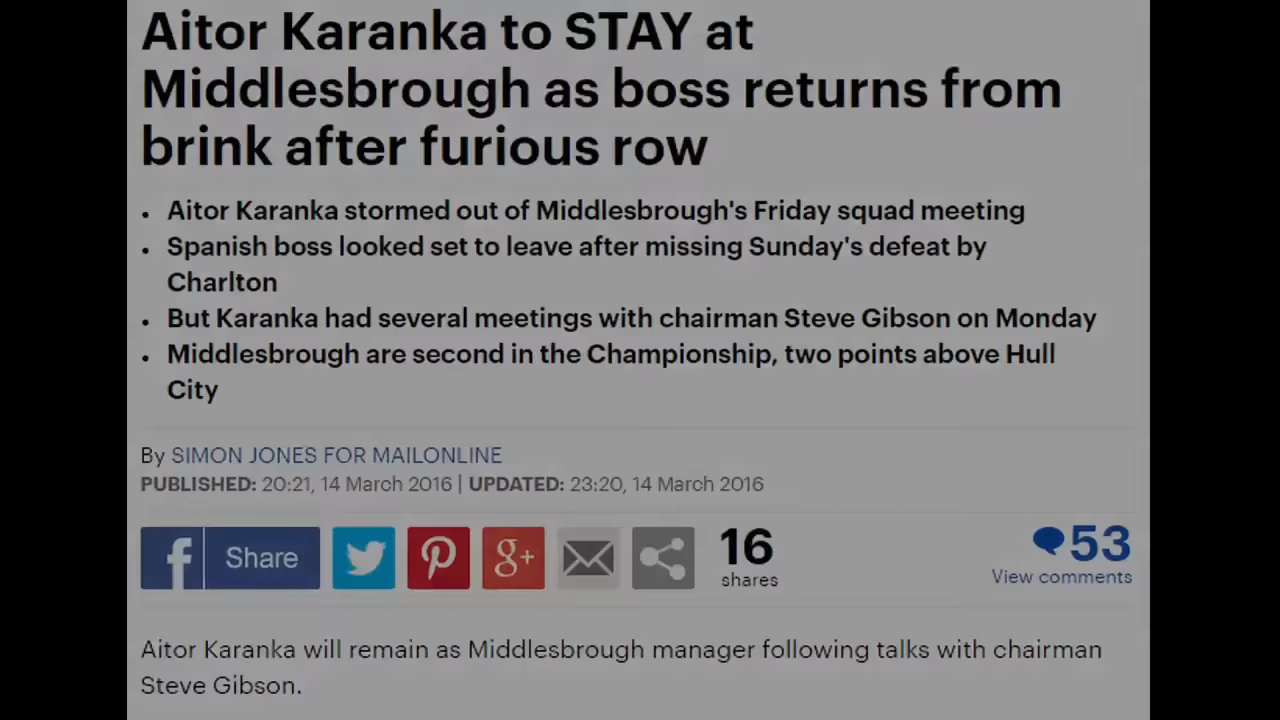 Aitor Karanka to STAY at
Middlesbrough as boss returns from
brink after furious row
• Aitor Karanka stormed out of Middlesbrough's Friday squad meeting
• Spanish boss looked set to leave after missing Sunday's defeat by
Charlton
• But Karanka had several meetings with chairman Steve Gibson on Monday
• Middlesbrough are second in the Championship, two points above Hull
City
By SIMON JONES FOR MAILONLINE
PUBLISHED: 20:21, 14 March 2016 | UPDATED: 23:20, 14 March 2016
f Share
g+
16
shares
53
View comments
Aitor Karanka will remain as Middlesbrough manager following talks with chairman
Steve Gibson.